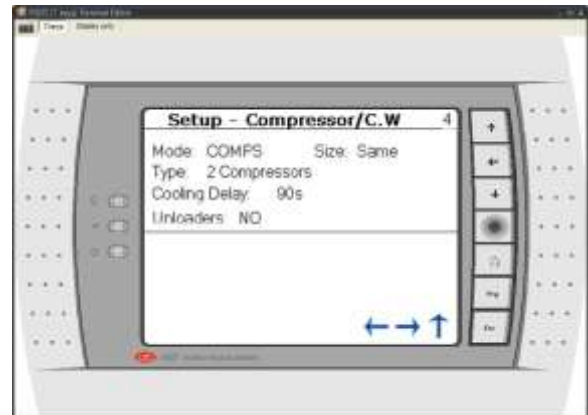 Setup - Compressor/C.W 4
Mode: COMPS Size: Same
Type: 2 Compressors
Cooling Delay: 90s
Unloaders: NO